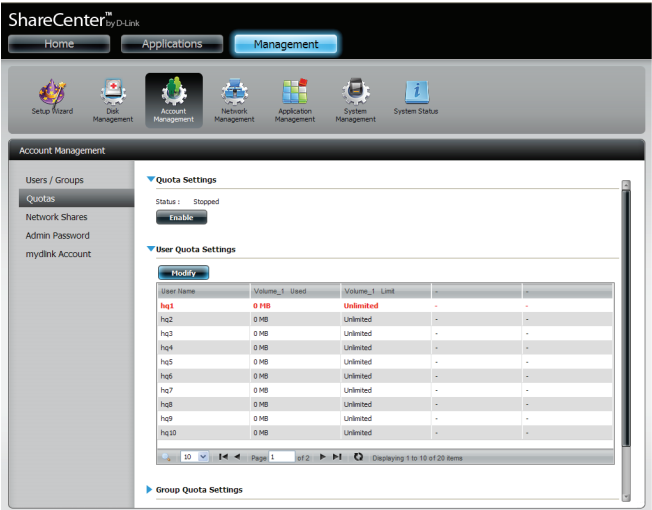 ShareCenter™ by D-Link
Home Applications Management
Setup Wizard Disk Management Account Management Network Management Application Management System Management System Status
Account Management
Users / Groups
Quotas
Network Shares
Admin Password
mydlink Account
Quota Settings
Status : Stopped
Enable
User Quota Settings
Modify
User Name Volume_1 Used Volume_1 Limit - -
hq1 0 MB Unlimited - -
hq2 0 MB Unlimited - -
hq3 0 MB Unlimited - -
hq4 0 MB Unlimited - -
hq5 0 MB Unlimited - -
hq6 0 MB Unlimited - -
hq7 0 MB Unlimited - -
hq8 0 MB Unlimited - -
hq9 0 MB Unlimited - -
hq10 0 MB Unlimited - -
10 Page 1 of 2 Displaying 1 to 10 of 20 items
Group Quota Settings